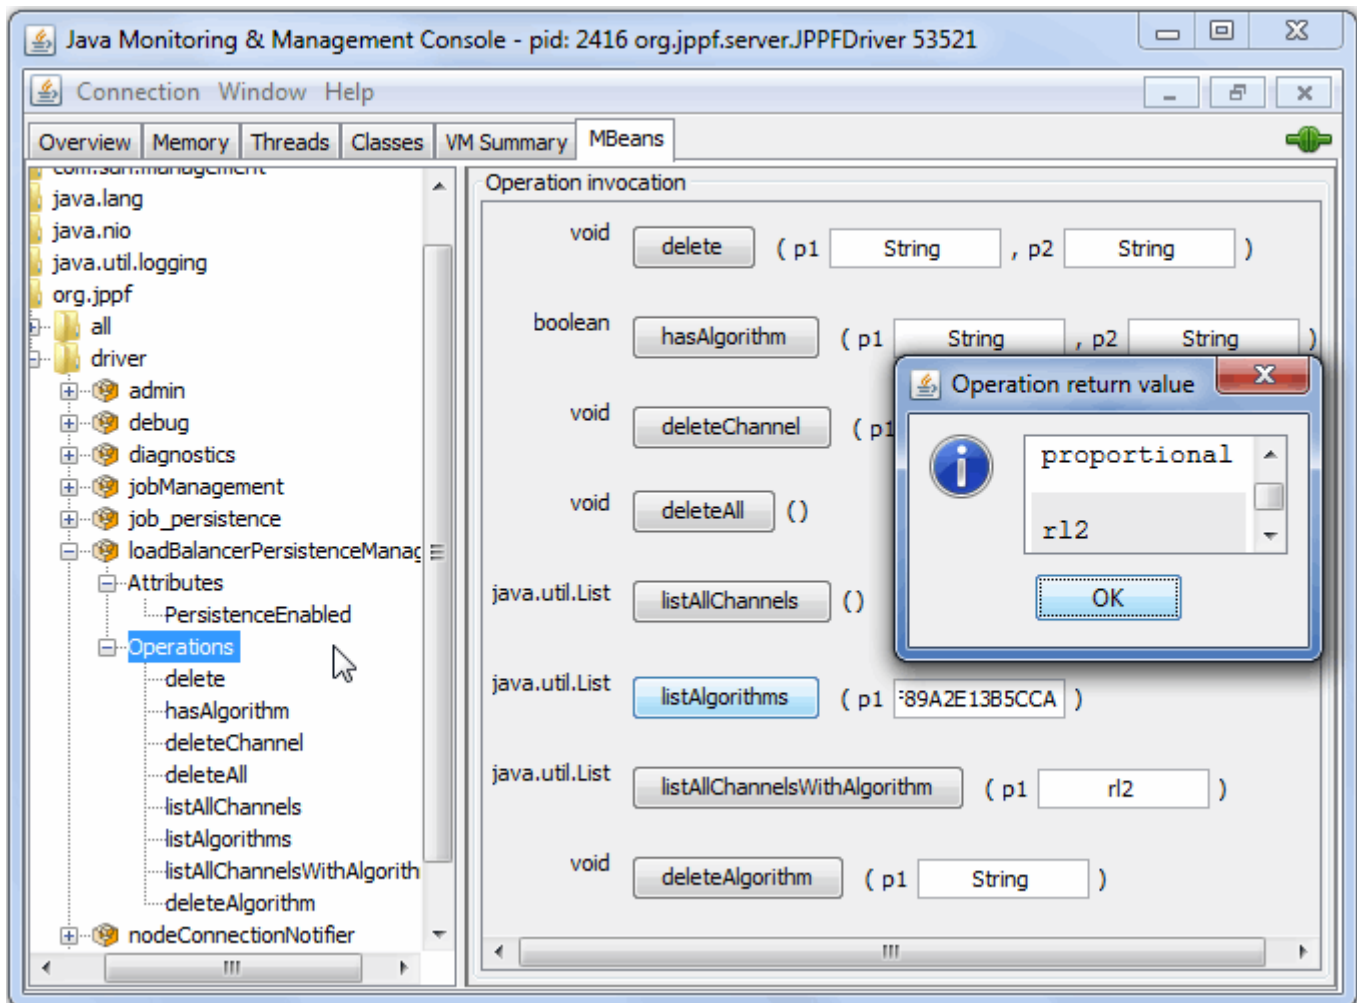 Java Monitoring & Management Console - pid: 2416 org.jppf.server.JPPFDriver 53521
Connection Window Help
Overview Memory Threads Classes VM Summary MBeans
com.sun.management
java.lang
java.nio
java.util.logging
org.jppf
all
driver
admin
debug
diagnostics
jobManagement
job_persistence
loadBalancerPersistenceManag
Attributes
PersistenceEnabled
Operations
delete
hasAlgorithm
deleteChannel
deleteAll
listAllChannels
listAlgorithms
listAllChannelsWithAlgorith
deleteAlgorithm
nodeConnectionNotifier
Operation invocation
void delete ( p1 String , p2 String )
boolean hasAlgorithm ( p1 String , p2 String )
void deleteChannel ( p1
void deleteAll ()
java.util.List listAllChannels ()
java.util.List listAlgorithms ( p1 F89A2E13B5CCA )
java.util.List listAllChannelsWithAlgorithm ( p1 rl2 )
void deleteAlgorithm ( p1 String )
Operation return value
proportional
rl2
OK